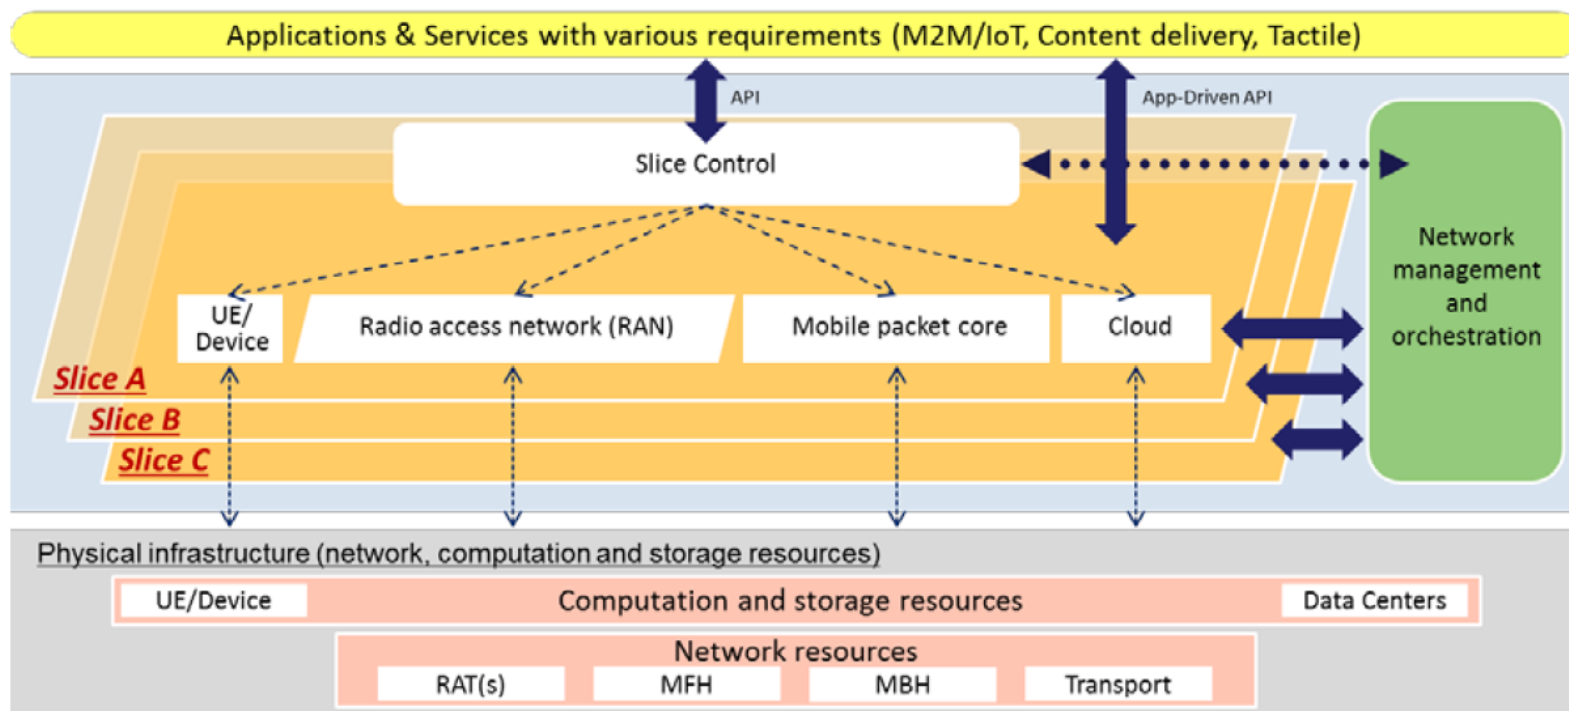 Applications & Services with various requirements (M2M/IoT, Content delivery, Tactile)
API
App-Driven API
Slice Control
Network
management
and
orchestration
UE/
Device
Radio access network (RAN)
Mobile packet core
Cloud
Slice A
Slice B
Slice C
Physical infrastructure (network, computation and storage resources)
UE/Device
Computation and storage resources
Data Centers
Network resources
RAT(s)
MFH
MBH
Transport